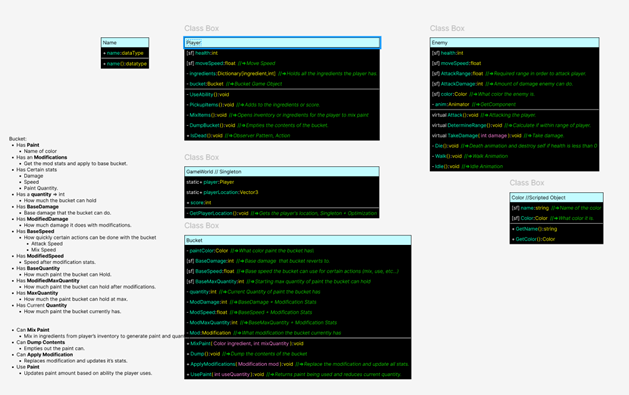 Class Box
Name
+ name:dataType
+ name():datatype
Player
[sf] health:int
[sf] moveSpeed:float //=>Move Speed
- ingredients:Dictionary[ingredient,int] //=>Holds all the ingredients the player has.
- bucket:Bucket //=>Bucket Game Object
- UseAbility():void
- PickupItems():void //=>Adds to the ingredients or score.
- MixItems():void //=>Opens inventory or ingredients for the player to mix paint
- DumpBucket():void //=>Empties the contents of the bucket.
+ IsDead():void //=>Observer Pattern, Action
Class Box
Enemy
[sf] health:int
[sf] moveSpeed:float
[sf] AttackRange:float //=>Required range in order to attack player.
[sf] AttackDamage:int //=>Amount of damage enemy can do.
[sf] color:Color //=>What color the enemy is.
- anim:Animator //=>GetComponent
virtual Attack():void //=>Attacking the player.
virtual DetermineRange():void //=>Calculate if within range of player.
virtual TakeDamage( int damage ):void //=>Take damage.
- Die():void //=>Death animation and destroy self if health is less than 0
- Walk():void //=>Walk Animation
- Idle():void //=>Idle Animation
Bucket:
• Has Paint
• Name of color
• Has an Modifications
• Get the mod stats and apply to base bucket.
• Has Certain stats
• Damage
• Speed
• Paint Quantity.
• Has a quantity => Int
• How much the bucket can hold
• Has BaseDamage
• Base damage that the bucket can do.
• Has ModifiedDamage
• How much damage it does with modifications.
• Has BaseSpeed
• How quickly certain actions can be done with the bucket
• Attack Speed
• Mix Speed
• Has ModifiedSpeed
• Speed after modification stats.
• Has BaseQuantity
• How much paint the bucket can Hold.
• Has ModifiedMaxQuantity
• How much the bucket can hold after modifications.
• Has MaxQuantity
• How much the paint bucket can hold at max.
• Has Current Quantity
• How much paint the bucket currently has.
• Can Mix Paint
• Mix in ingredients from player's inventory to generate paint and quan
• Can Dump Contents
• Empties out the paint can.
• Can Apply Modification
• Replaces modification and updates it's stats.
• Use Paint
• Updates paint amount based on ability the player uses.
Class Box
GameWorld // Singleton
static+ player:Player
static+ playerLocation:Vector3
+ score:int
- GetPlayerLocation():void //=>Gets the player's location, Singleton + Optimization
Class Box
Color //Scripted Object
[sf] name:string //=>Name of the color
[sf] Color:Color //=>What color it is.
+ GetName():string
+ GetColor():Color
Class Box
Bucket
- paintColor:Color //=>What color paint the bucket has.
[sf] BaseDamage:int //=>Base damage that bucket reverts to.
[sf] BaseSpeed:float //=>Base speed the bucket can use for certain actions (mix, use, etc...)
[sf] BaseMaxQuantity:int //=>Starting max quantity of paint the bucket can hold
- quantity:int //=>Current Quantity of paint the bucket has
- ModDamage:int //=>BaseDamage + Modification Stats
- ModSpeed:float //=>BaseSpeed + Modification Stats
- ModMaxQuantity:int //=>BaseMaxQuantity + Modification Stats
- Mod:Modification //=>What modification the bucket currently has
+ MixPaint( Color ingredient, int mixQuantity ):void
+ Dump():void //=>Dump the contents of the bucket
+ ApplyModifications( Modification mod ):void //=>Replace the modification and update all stats
+ UsePaint( int useQuantity ):void //=>Returns paint being used and reduces current quantity.